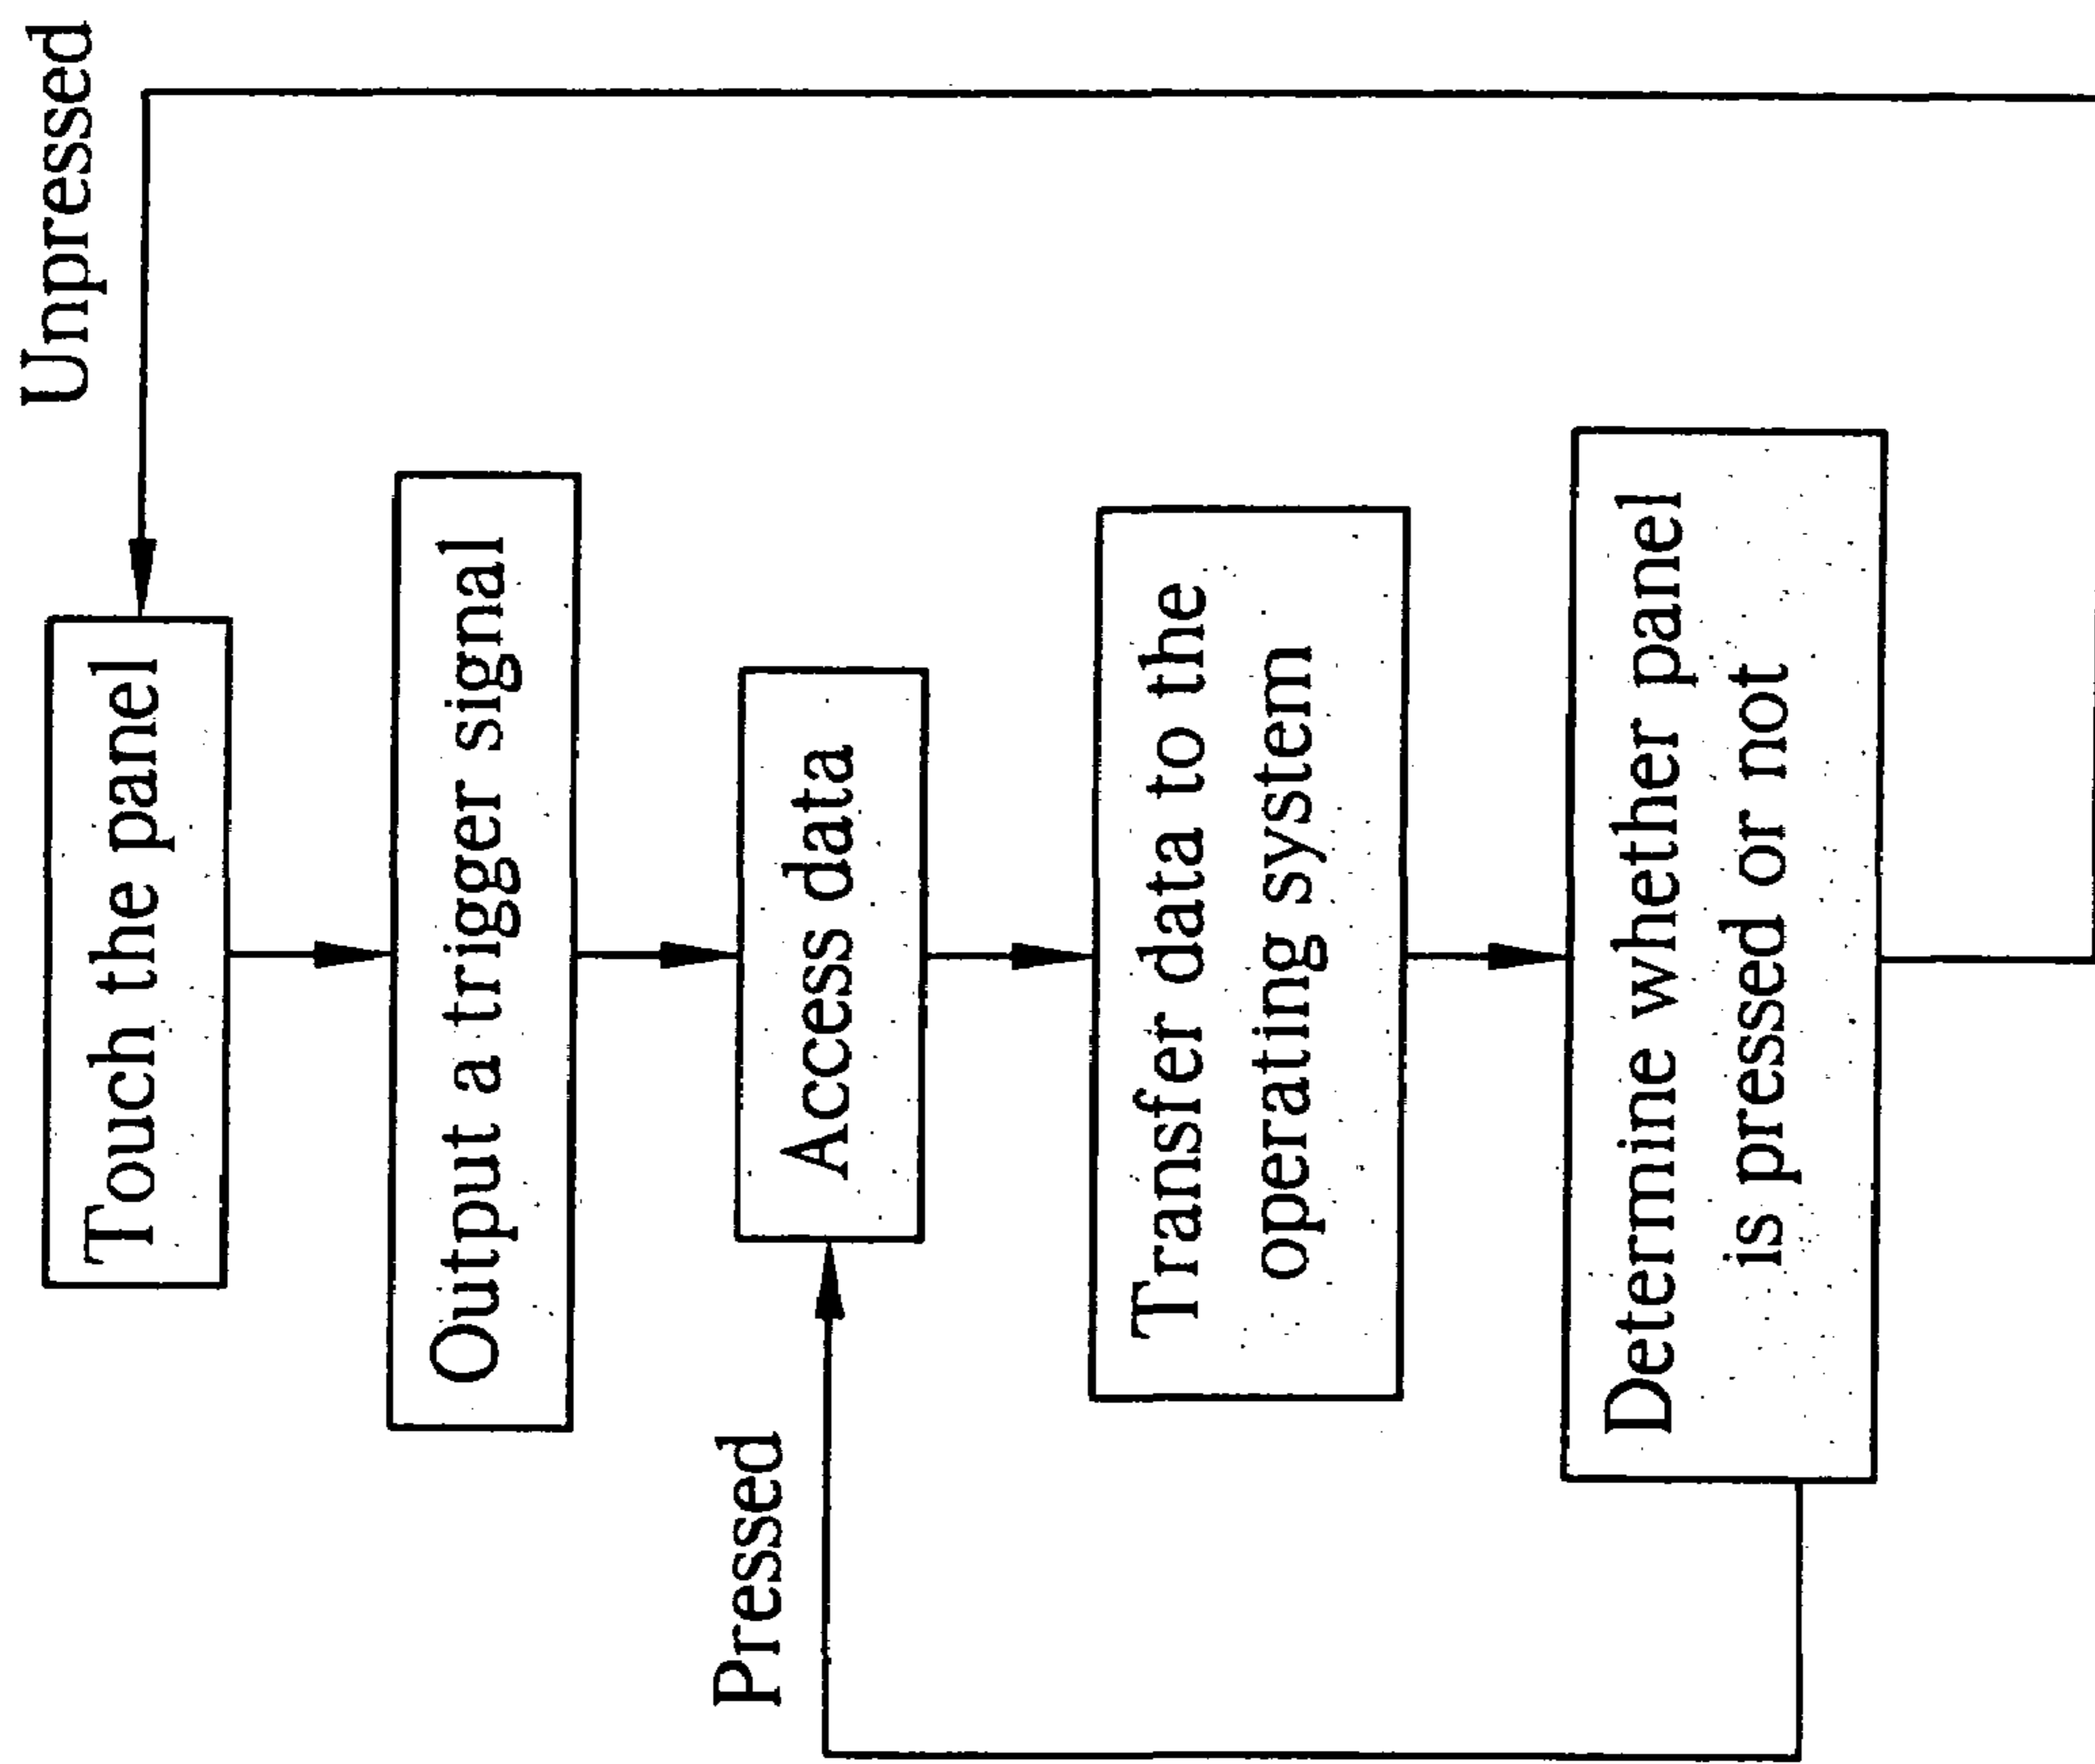 Unpressed
Touch the panel
Output a trigger signal
Pressed
Access data
Transfer data to the
operating system
Determine whether panel
is pressed or not